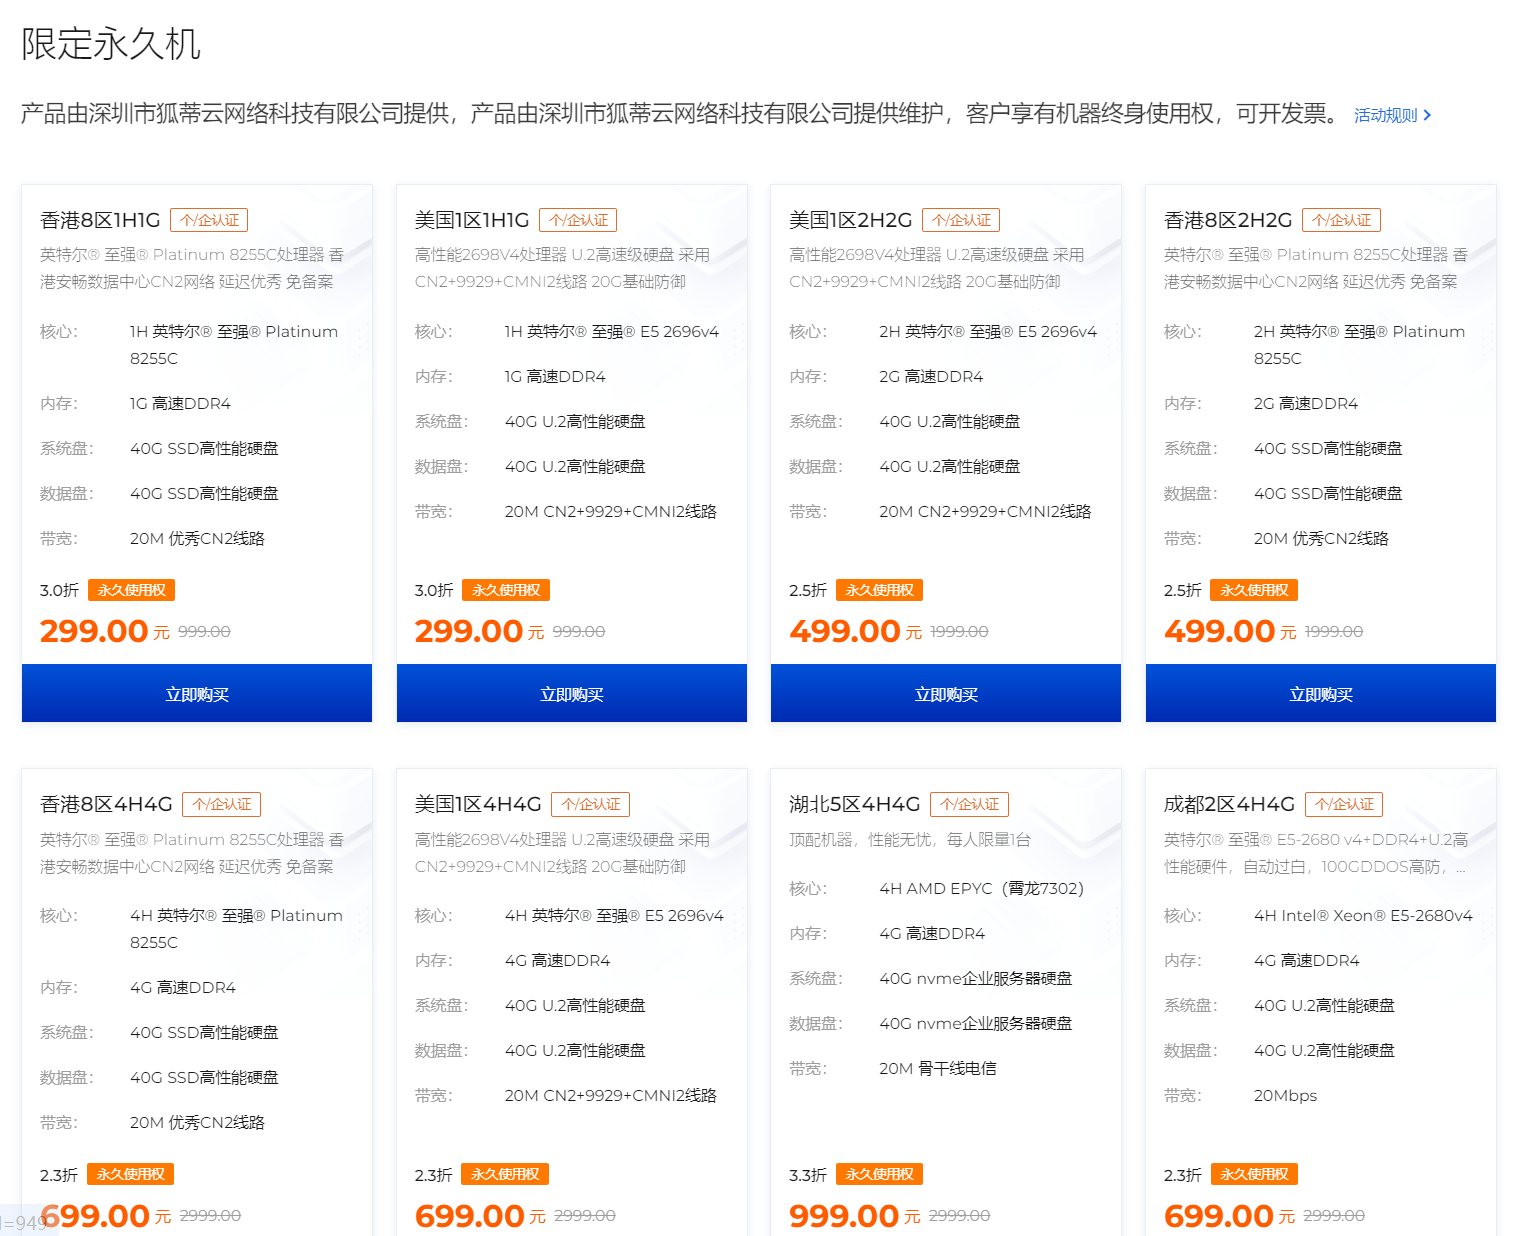 限定永久机
产品由深圳市狐蒂云网络科技有限公司提供，产品由深圳市狐蒂云网络科技有限公司提供维护，客户享有机器终身使用权，可开发票。 活动规则
香港8区1H1G 个/企认证
英特尔® 至强® Platinum 8255C处理器 香
港安畅数据中心CN2网络 延迟优秀 免备案
核心： 1H 英特尔® 至强® Platinum
8255C
内存： 1G 高速DDR4
系统盘： 40G SSD高性能硬盘
数据盘： 40G SSD高性能硬盘
带宽： 20M 优秀CN2线路
3.0折 永久使用权
299.00 元 999.00
立即购买
美国1区1H1G 个/企认证
高性能2698V4处理器 U.2高速级硬盘 采用
CN2+9929+CMNI2线路 20G基础防御
核心： 1H 英特尔® 至强® E5 2696v4
内存： 1G 高速DDR4
系统盘： 40G U.2高性能硬盘
数据盘： 40G U.2高性能硬盘
带宽： 20M CN2+9929+CMNI2线路
3.0折 永久使用权
299.00 元 999.00
立即购买
美国1区2H2G 个/企认证
高性能2698V4处理器 U.2高速级硬盘 采用
CN2+9929+CMNI2线路 20G基础防御
核心： 2H 英特尔® 至强® E5 2696v4
内存： 2G 高速DDR4
系统盘： 40G U.2高性能硬盘
数据盘： 40G U.2高性能硬盘
带宽： 20M CN2+9929+CMNI2线路
2.5折 永久使用权
499.00 元 1999.00
立即购买
香港8区2H2G 个/企认证
英特尔® 至强® Platinum 8255C处理器 香
港安畅数据中心CN2网络 延迟优秀 免备案
核心： 2H 英特尔® 至强® Platinum
8255C
内存： 2G 高速DDR4
系统盘： 40G SSD高性能硬盘
数据盘： 40G SSD高性能硬盘
带宽： 20M 优秀CN2线路
2.5折 永久使用权
499.00 元 1999.00
立即购买
香港8区4H4G 个/企认证
英特尔® 至强® Platinum 8255C处理器 香
港安畅数据中心CN2网络 延迟优秀 免备案
核心： 4H 英特尔® 至强® Platinum
8255C
内存： 4G 高速DDR4
系统盘： 40G SSD高性能硬盘
数据盘： 40G SSD高性能硬盘
带宽： 20M 优秀CN2线路
2.3折 永久使用权
699.00 元 2999.00
=949
美国1区4H4G 个/企认证
高性能2698V4处理器 U.2高速级硬盘 采用
CN2+9929+CMNI2线路 20G基础防御
核心： 4H 英特尔® 至强® E5 2696v4
内存： 4G 高速DDR4
系统盘： 40G U.2高性能硬盘
数据盘： 40G U.2高性能硬盘
带宽： 20M CN2+9929+CMNI2线路
2.3折 永久使用权
699.00 元 2999.00
湖北5区4H4G 个/企认证
顶配机器，性能无忧，每人限量1台
核心： 4H AMD EPYC（霄龙7302）
内存： 4G 高速DDR4
系统盘： 40G nvme企业服务器硬盘
数据盘： 40G nvme企业服务器硬盘
带宽： 20M 骨干线电信
3.3折 永久使用权
999.00 元 2999.00
成都2区4H4G 个/企认证
英特尔® 至强® E5-2680 v4+DDR4+U.2高
性能硬件，自动过白，100GDDOS高防，...
核心： 4H Intel® Xeon® E5-2680v4
内存： 4G 高速DDR4
系统盘： 40G U.2高性能硬盘
数据盘： 40G U.2高性能硬盘
带宽： 20Mbps
2.3折 永久使用权
699.00 元 2999.00